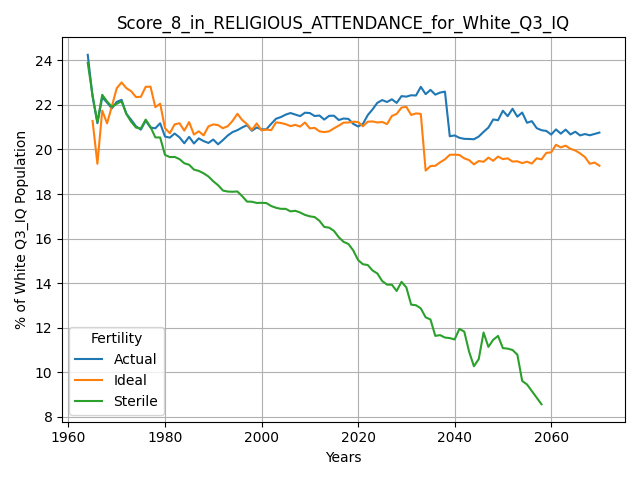 Score_8_in_RELIGIOUS_ATTENDANCE_for_White_Q3_IQ
% of White Q3_IQ Population
24
22
20
18
16
14
12
10
8
Fertility
Actual
Ideal
Sterile
1960 1980 2000 2020 2040 2060
Years